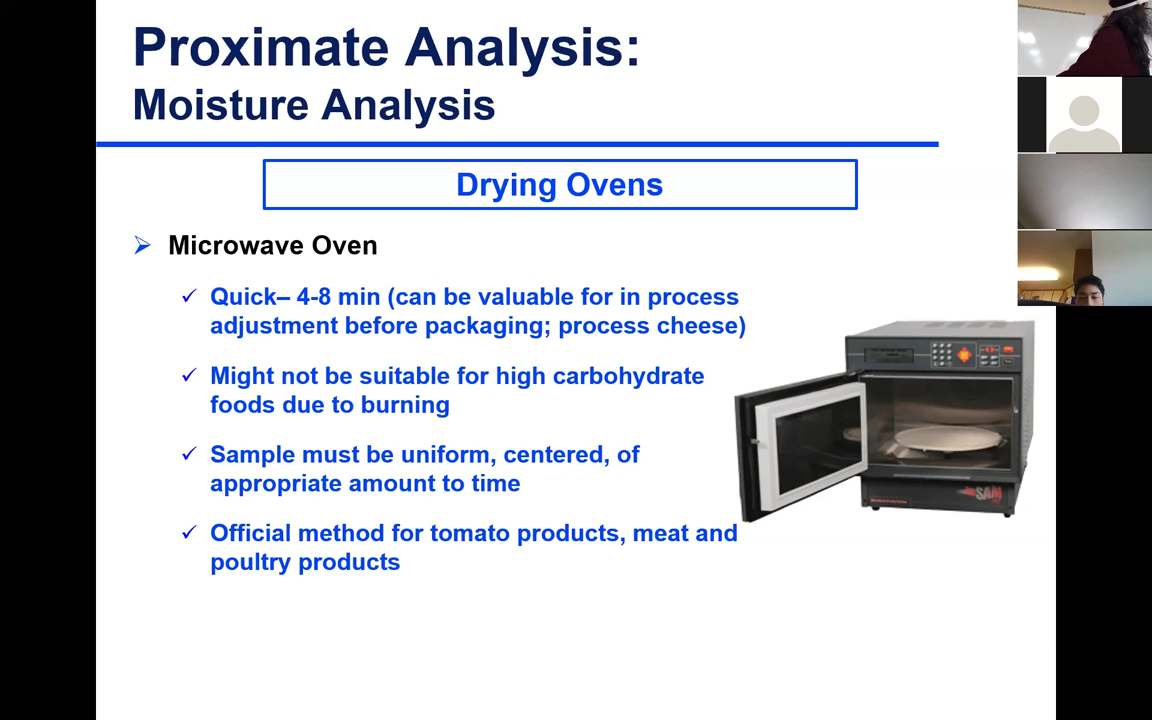 Proximate Analysis:
Moisture Analysis
Drying Ovens
Microwave Oven
Quick– 4-8 min (can be valuable for in process
adjustment before packaging; process cheese)
Might not be suitable for high carbohydrate
foods due to burning
Sample must be uniform, centered, of
appropriate amount to time
Official method for tomato products, meat and
poultry products
SAM